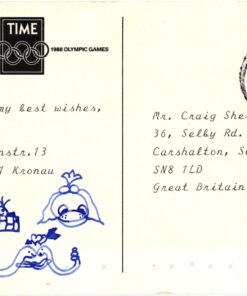 TIME
1988 OLYMPIC GAMES
my best wishes,
nstr.13
Kronau
Mr. Craig She
36, Selby Rd.
Carshalton, S
SN8 1LD
Great Britain